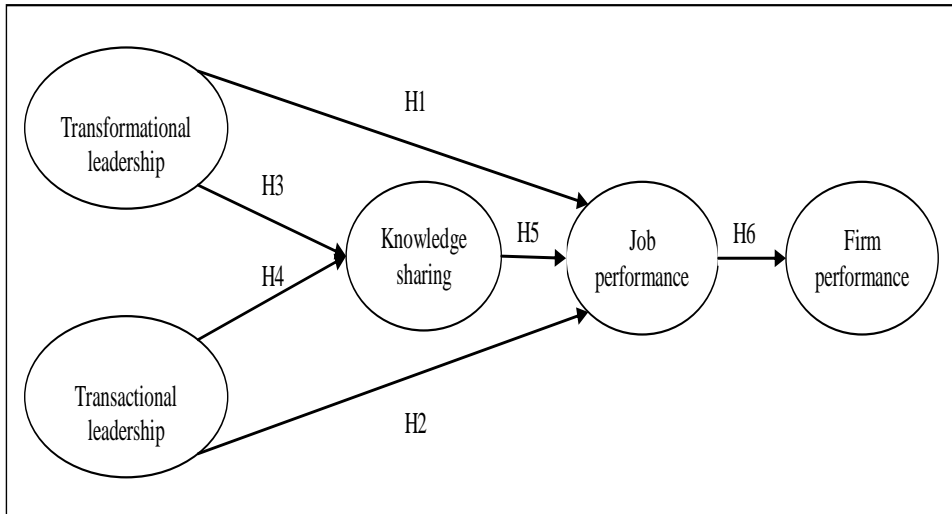 Transformational
leadership
H1
H3
Knowledge
sharing
H5
Job
performance
H6
Firm
performance
H4
Transactional
leadership
H2